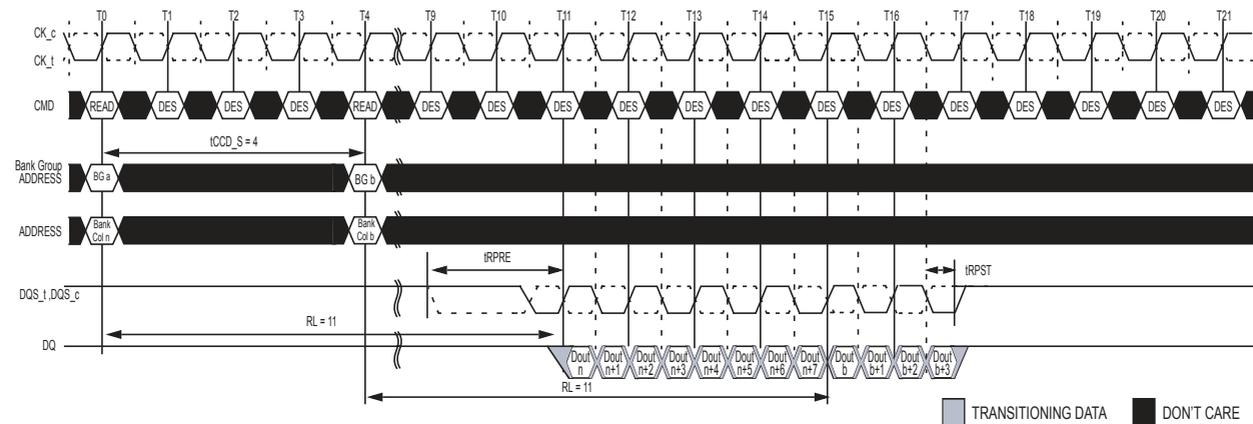 T0 T1 T2 T3 T4 T9 T10 T11 T12 T13 T14 T15 T16 T17 T18 T19 T20 T21
CK_c
CK_t
CMD READ DES DES DES READ DES DES DES DES DES DES DES DES DES DES DES DES DES
tCCD_S = 4
Bank Group
ADDRESS
BG a BG b
ADDRESS
Bank
Col n
Bank
Col b
tRPRE
tRPST
DQS_t ,DQS_c
RL = 11
DQ
Dout Dout Dout Dout Dout Dout Dout Dout Dout Dout Dout Dout
n n+1 n+2 n+3 n+4 n+5 n+6 n+7 b b+1 b+2 b+3
RL = 11
TRANSITIONING DATA DON'T CARE